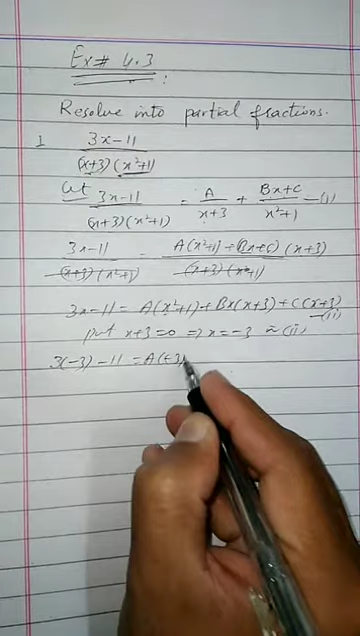 Ex# 4.3
Resolve into partial fractions.
1 3x-11
(x+3)(x²+1)
Let 3x-11 / (x+3)(x²+1) = A / x+3 + Bx+C / x²+1 —(i)
3x-11 / (x+3)(x²+1) = A(x²+1)+(Bx+C)(x+3) / (x+3)(x²+1)
3x-11 = A(x²+1)+Bx(x+3)+C(x+3) —(ii)
put x+3=0 ⇒ x=-3 in (ii)
3(-3)-11 = A((-3)